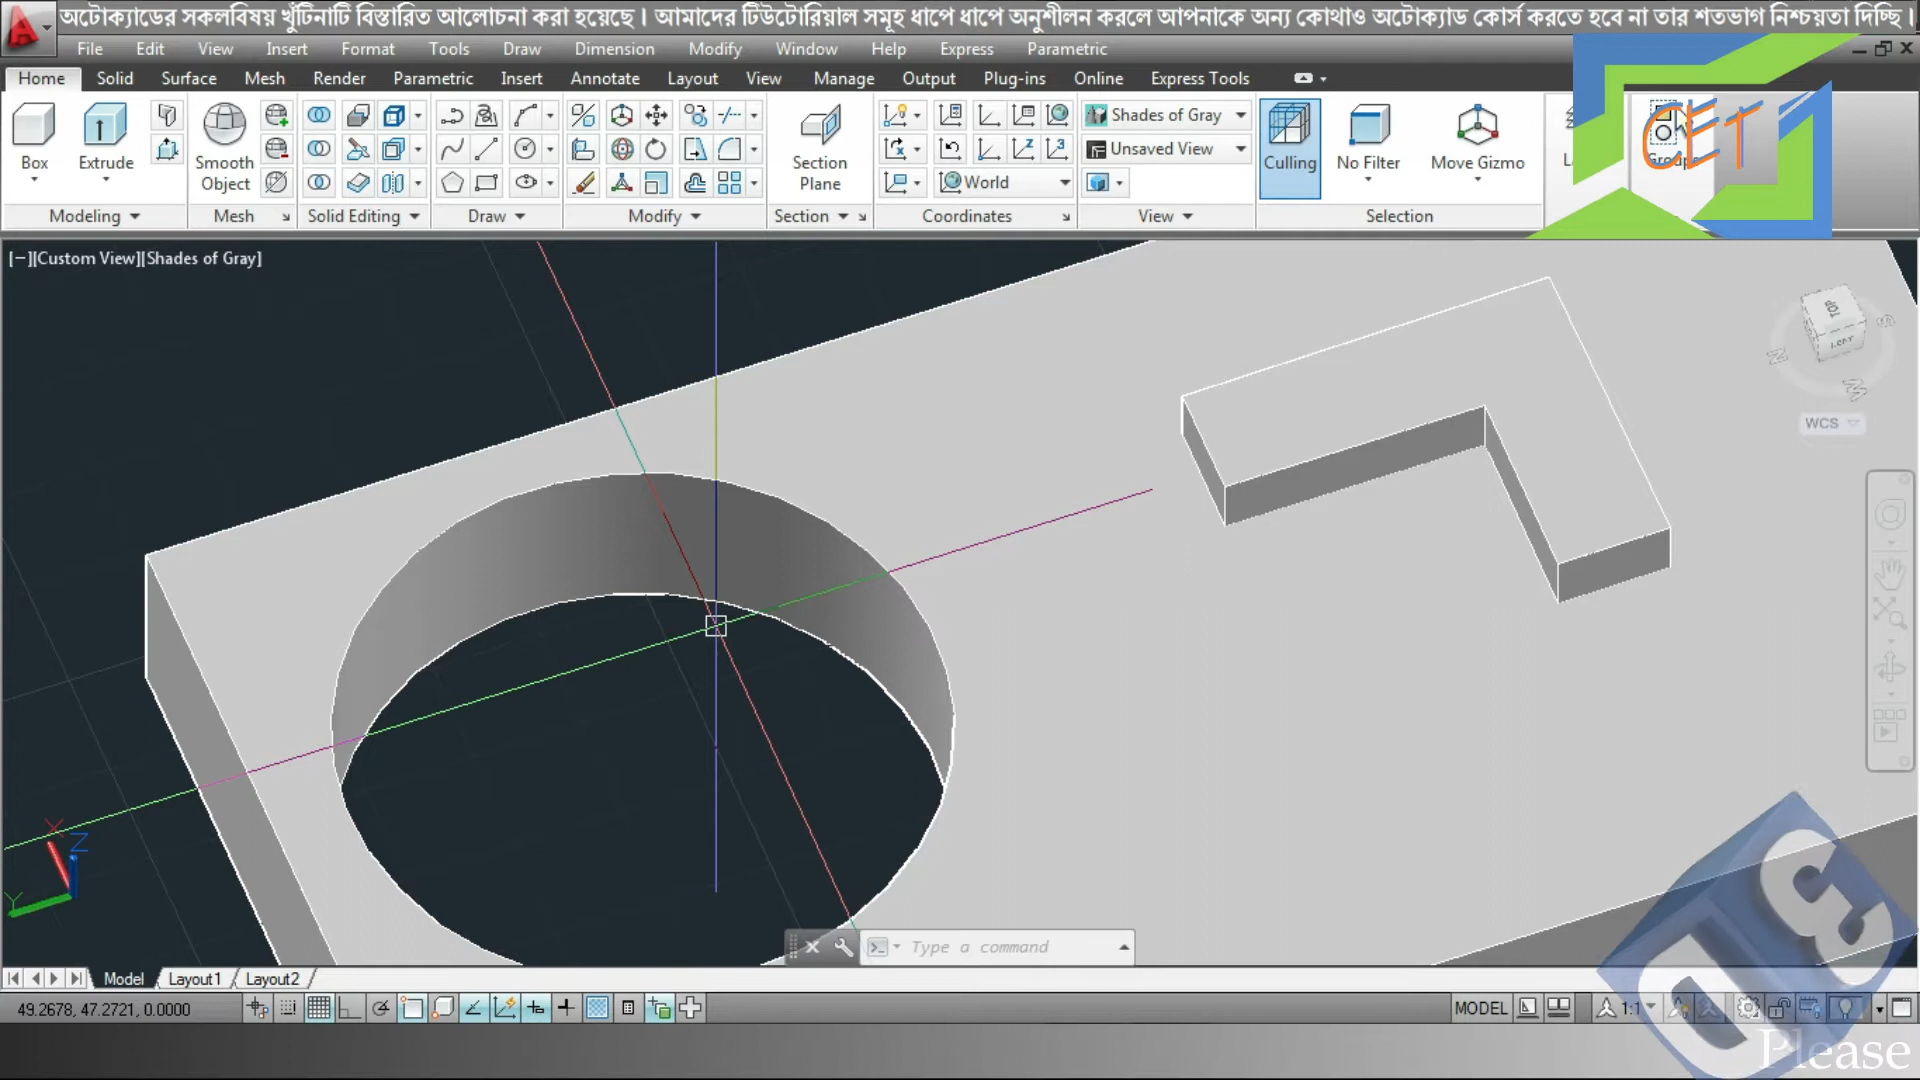 অটোক্যাডের সকলবিষয় খুঁটিনাটি বিস্তারিত আলোচনা করা হয়েছে। আমাদের টিউটোরিয়াল সমূহ ধাপে ধাপে অনুশীলন করলে আপনাকে অন্য কোথাও অটোক্যাড কোর্স করতে হবে না তার শতভাগ নিশ্চয়তা দিচ্ছি।
File Edit View Insert Format Tools Draw Dimension Modify Window Help Express Parametric
Home Solid Surface Mesh Render Parametric Insert Annotate Layout View Manage Output Plug-ins Online Express Tools
Box Extrude Smooth Object Section Plane Shades of Gray Unsaved View World Culling No Filter Move Gizmo
CET
Modeling Mesh Solid Editing Draw Modify Section Coordinates View Selection
[−][Custom View][Shades of Gray]
TOP
LEFT
N S W
WCS
X
Z
Y
3D
Type a command
Model Layout1 Layout2
49.2678, 47.2721, 0.0000
MODEL 1:1
Please